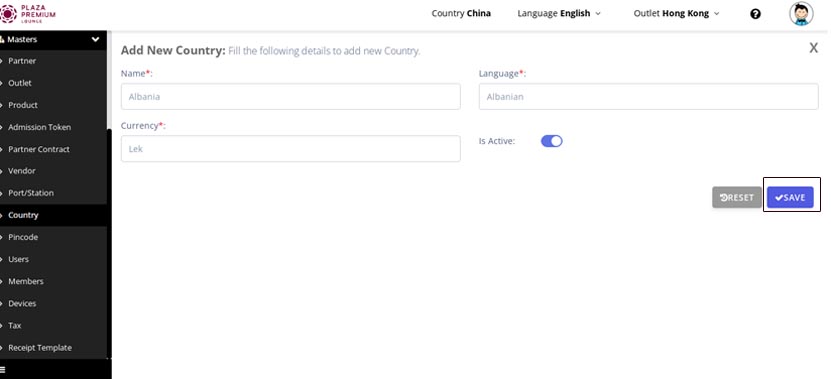 PLAZA
PREMIUM
LOUNGE
Country China
Language English
Outlet Hong Kong
?
Masters
Partner
Outlet
Product
Admission Token
Partner Contract
Vendor
Port/Station
Country
Pincode
Users
Members
Devices
Tax
Receipt Template
Add New Country: Fill the following details to add new Country.
X
Name*:
Albania
Language*:
Albanian
Currency*:
Lek
Is Active:
RESET
SAVE